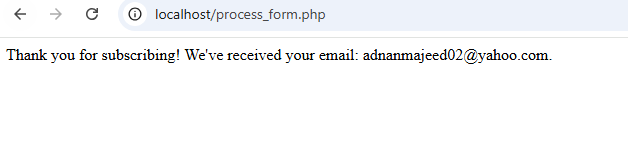 localhost/process_form.php
Thank you for subscribing! We've received your email: adnanmajeed02@yahoo.com.